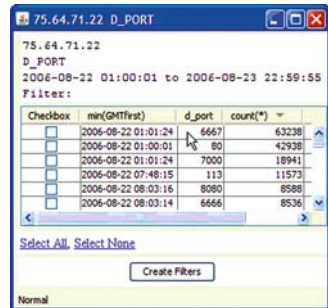 75.64.71.22 D_PORT
75.64.71.22
D_PORT
2006-08-22 01:00:01 to 2006-08-23 22:59:55
Filter:
Checkbox min(GMTfirst) d_port count(*)
2006-08-22 01:01:24 6667 63238
2006-08-22 01:00:01 80 42938
2006-08-22 01:01:24 7000 18941
2006-08-22 07:48:15 113 11573
2006-08-22 08:03:16 8080 8588
2006-08-22 08:03:14 6666 8536
Select All, Select None
Create Filters
Normal